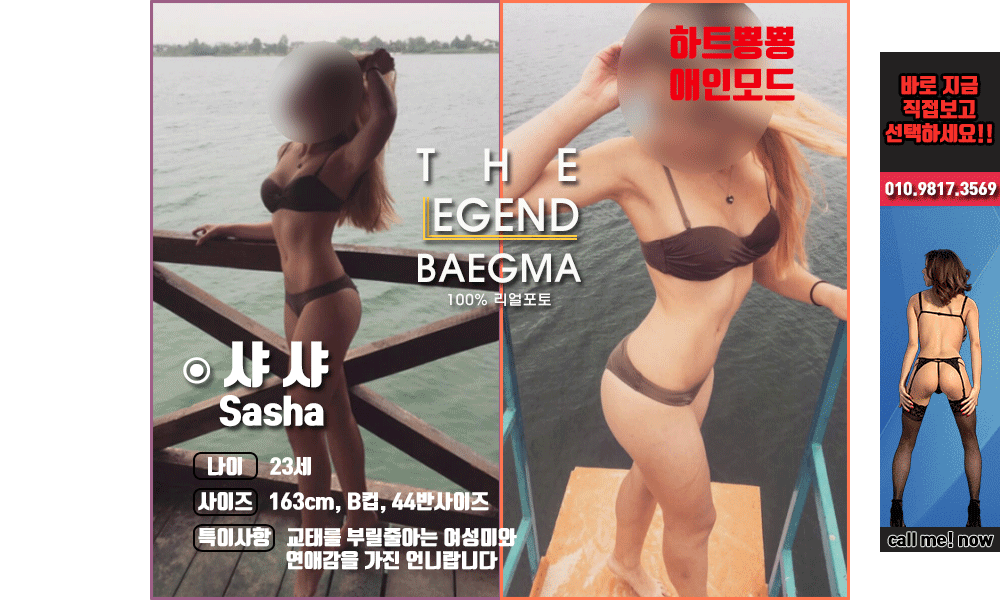 하트뿅뿅
애인모드
THE
LEGEND
BAEGMA
100% 리얼포토
샤 샤
Sasha
나이 23세
사이즈 163cm, B컵, 44반사이즈
특이사항 교태를 부릴줄아는 여성미와
연애감을 가진 언니랍니다
바로 지금
직접보고
선택하세요!!
010.9817.3569
call me! now